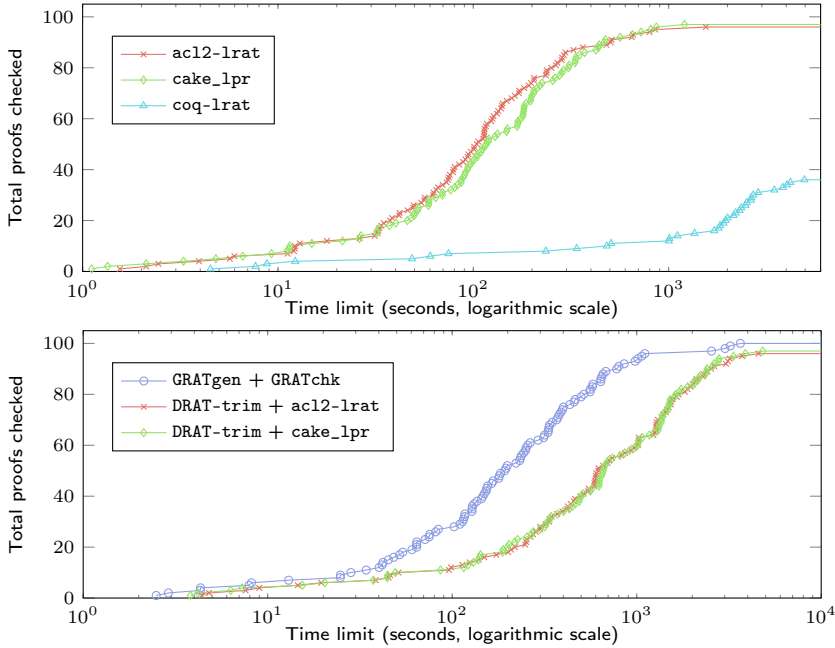 100
80
60
40
20
0
Total proofs checked
acl2-lrat
cake_lpr
coq-lrat
10^0 10^1 10^2 10^3
Time limit (seconds, logarithmic scale)
100
80
60
40
20
0
Total proofs checked
GRATgen + GRATchk
DRAT-trim + acl2-lrat
DRAT-trim + cake_lpr
10^0 10^1 10^2 10^3 10^4
Time limit (seconds, logarithmic scale)